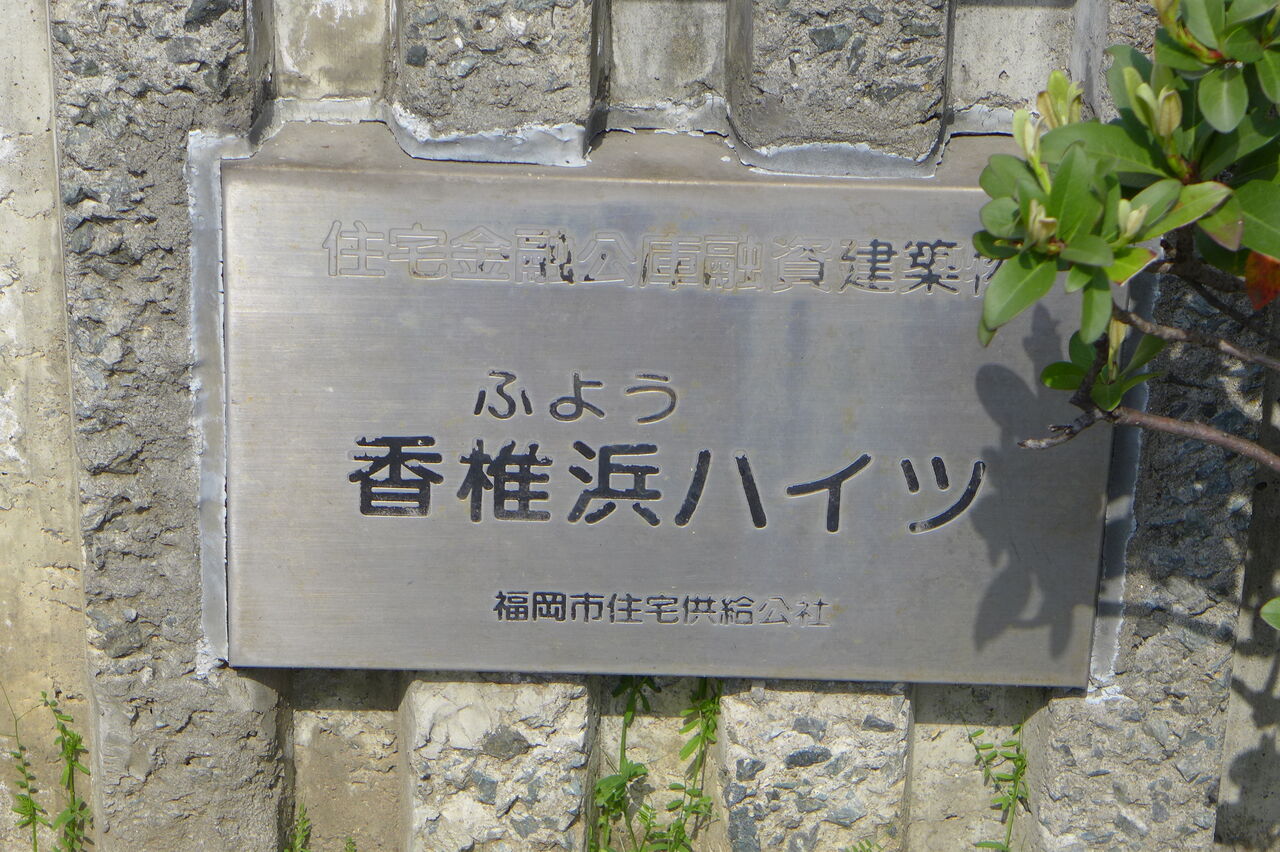 住宅金融公庫融資建築物
ふよう
香椎浜ハイツ
福岡市住宅供給公社